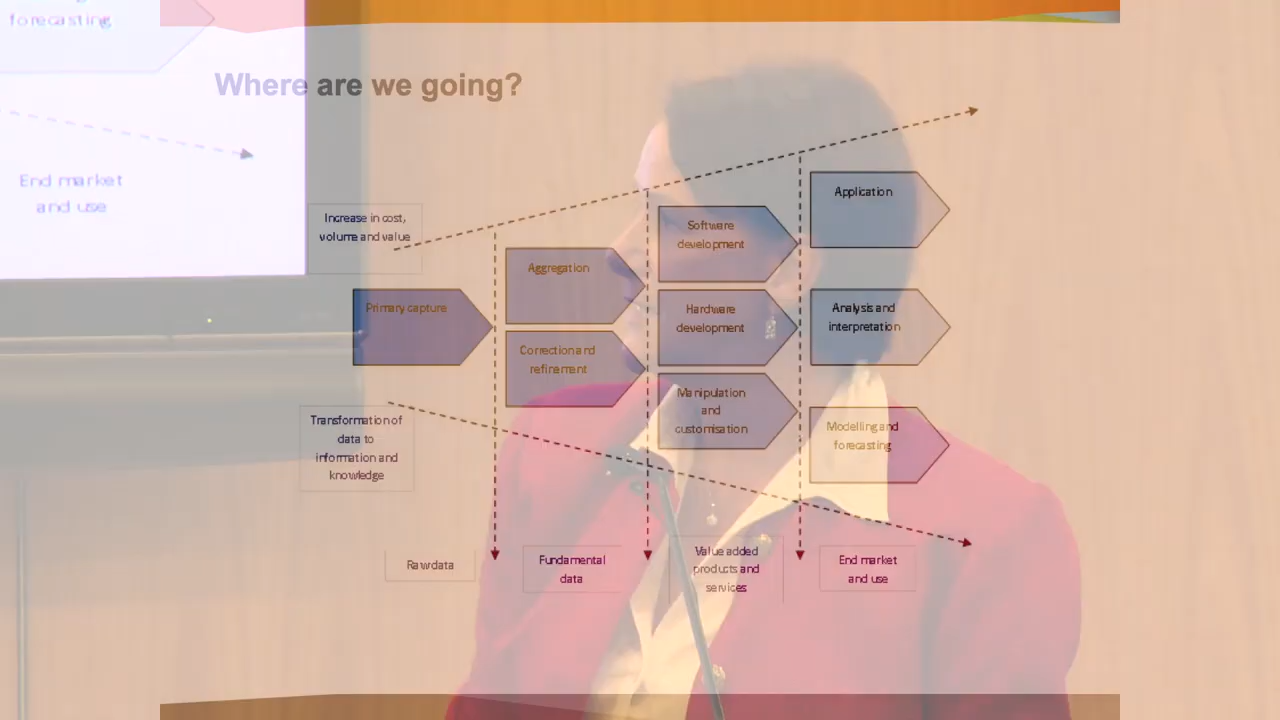 forecasting
End market
and use
Where are we going?
Increase in cost,
volume and value
Primary capture
Aggregation
Correction and
refinement
Software
development
Hardware
development
Manipulation
and
customisation
Application
Analysis and
interpretation
Modelling and
forecasting
Transformation of
data to
information and
knowledge
Raw data
Fundamental
data
Value added
products and
services
End market
and use